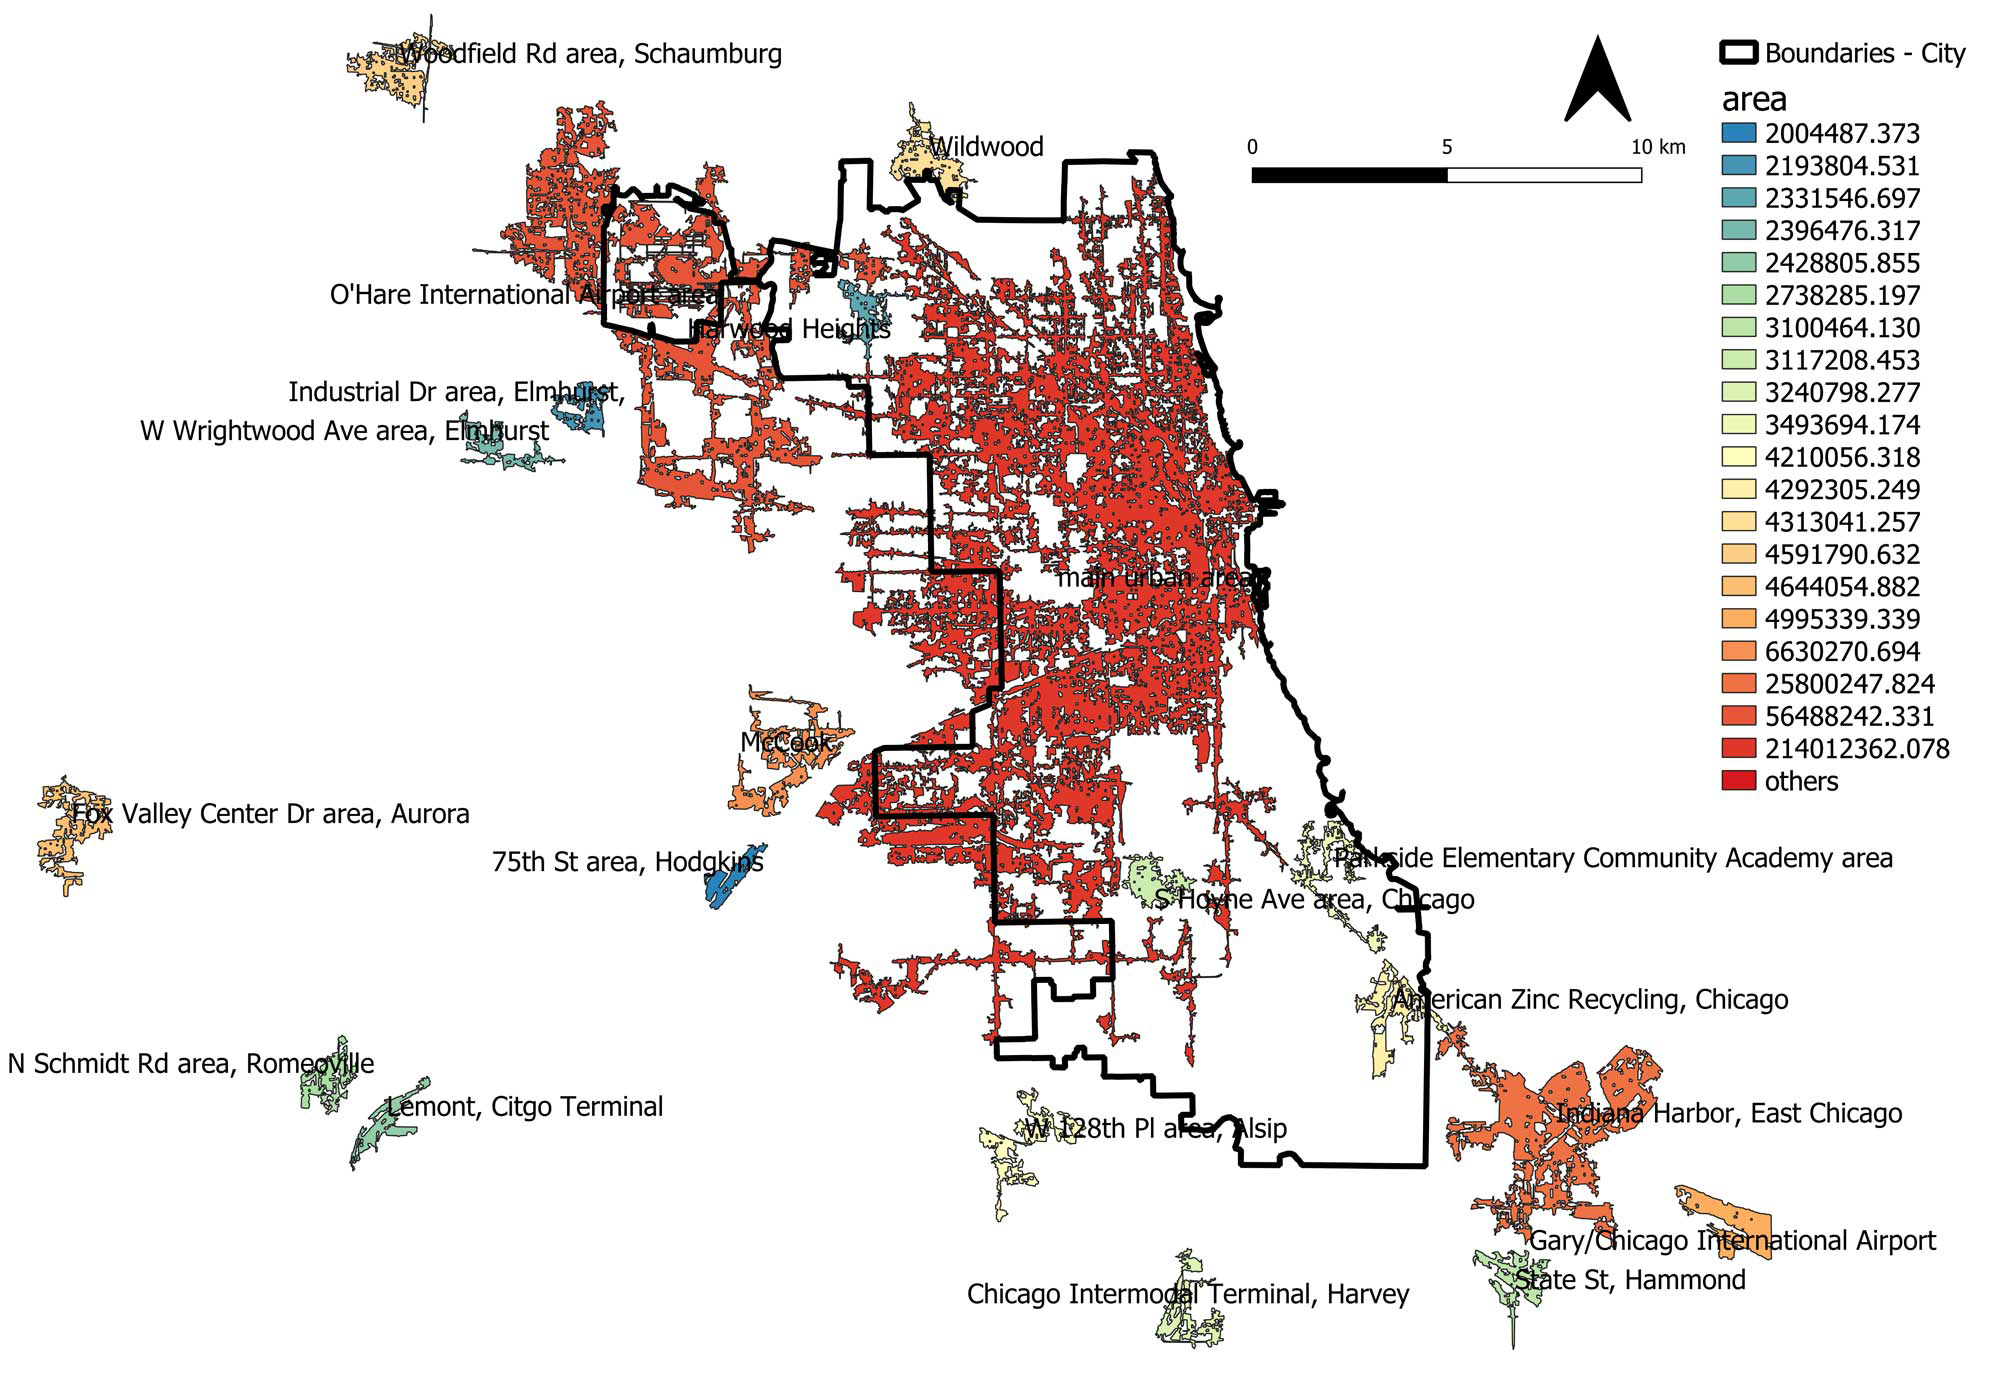 Woodfield Rd area, Schaumburg
Wildwood
O'Hare International Airport area
Harwood Heights
Industrial Dr area, Elmhurst,
W Wrightwood Ave area, Elmhurst
main urban area
McCook
Fox Valley Center Dr area, Aurora
75th St area, Hodgkins
Parkside Elementary Community Academy area
S Hoyne Ave area, Chicago
American Zinc Recycling, Chicago
N Schmidt Rd area, Romeoville
Lemont, Citgo Terminal
W 128th Pl area, Alsip
Indiana Harbor, East Chicago
Gary/Chicago International Airport
State St, Hammond
Chicago Intermodal Terminal, Harvey
0 5 10 km
Boundaries - City
area
2004487.373
2193804.531
2331546.697
2396476.317
2428805.855
2738285.197
3100464.130
3117208.453
3240798.277
3493694.174
4210056.318
4292305.249
4313041.257
4591790.632
4644054.882
4995339.339
6630270.694
25800247.824
56488242.331
214012362.078
others